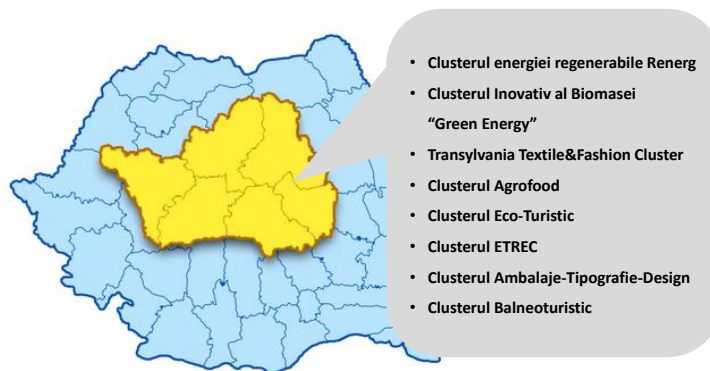 • Clusterul energiei regenerabile Renerg
• Clusterul Inovativ al Biomasei
“Green Energy”
• Transylvania Textile&Fashion Cluster
• Clusterul Agrofood
• Clusterul Eco-Turistic
• Clusterul ETREC
• Clusterul Ambalaje-Tipografie-Design
• Clusterul Balneoturistic